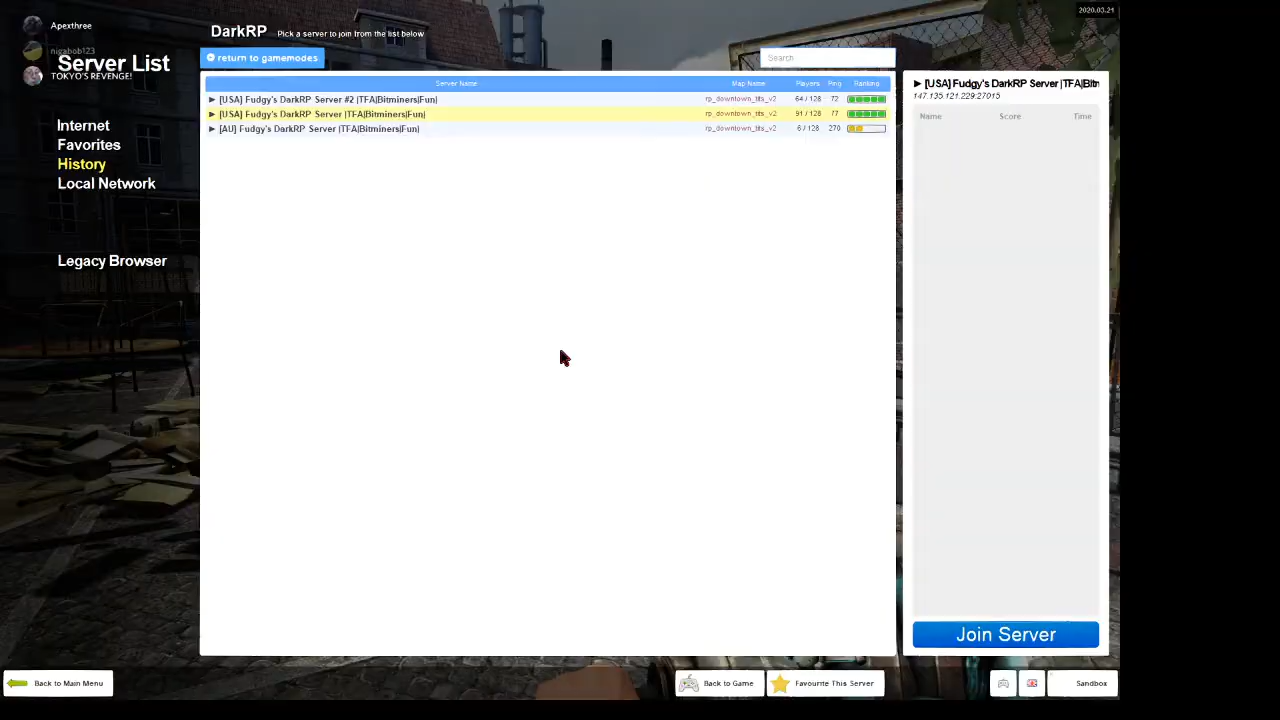 2020.03.24
Apexthree
nigabob123
TOKYO'S REVENGE!
Server List
Internet
Favorites
History
Local Network
Legacy Browser
DarkRP Pick a server to join from the list below
return to gamemodes
Search
Server Name Map Name Players Ping Ranking
[USA] Fudgy's DarkRP Server #2 |TFA|Bitminers|Fun| rp_downtown_tits_v2 64 / 128 72
[USA] Fudgy's DarkRP Server |TFA|Bitminers|Fun| rp_downtown_tits_v2 91 / 128 77
[AU] Fudgy's DarkRP Server |TFA|Bitminers|Fun| rp_downtown_tits_v2 6 / 128 270
[USA] Fudgy's DarkRP Server |TFA|Bitm
147.135.121.229:27015
Name Score Time
Join Server
Back to Main Menu
Back to Game
Favourite This Server
Sandbox